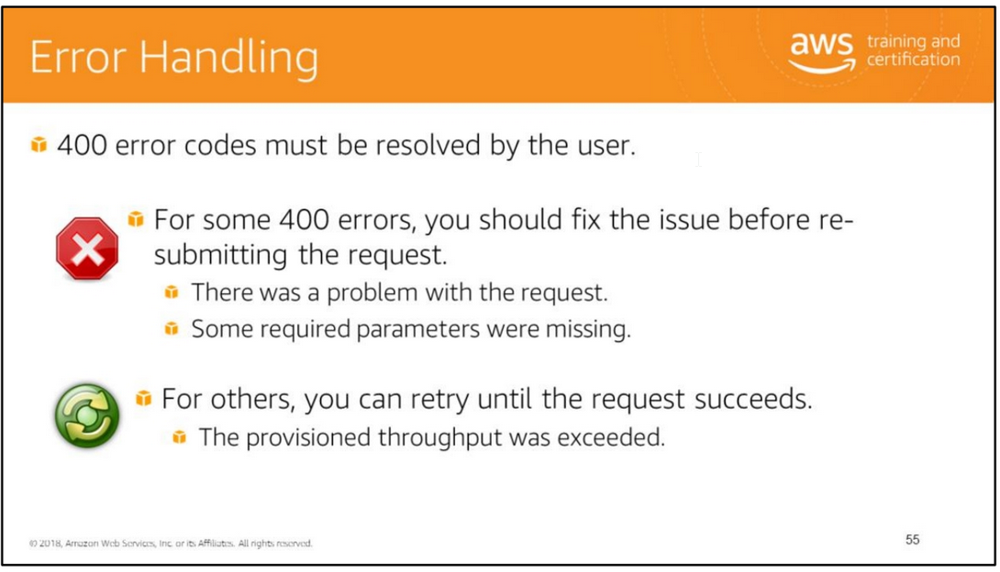 Error Handling
aws training and
certification
400 error codes must be resolved by the user.
For some 400 errors, you should fix the issue before re-
submitting the request.
There was a problem with the request.
Some required parameters were missing.
For others, you can retry until the request succeeds.
The provisioned throughput was exceeded.
© 2018, Amazon Web Services, Inc. or its Affiliates. All rights reserved.
55